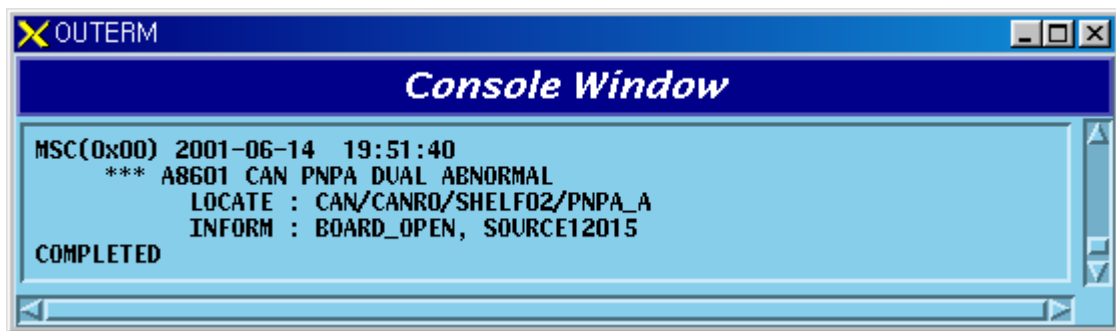 OUTERM
Console Window
MSC(0x00) 2001-06-14 19:51:40
*** A8601 CAN PNPA DUAL ABNORMAL
LOCATE : CAN/CANRO/SHELF02/PNPA_A
INFORM : BOARD_OPEN, SOURCE12015
COMPLETED